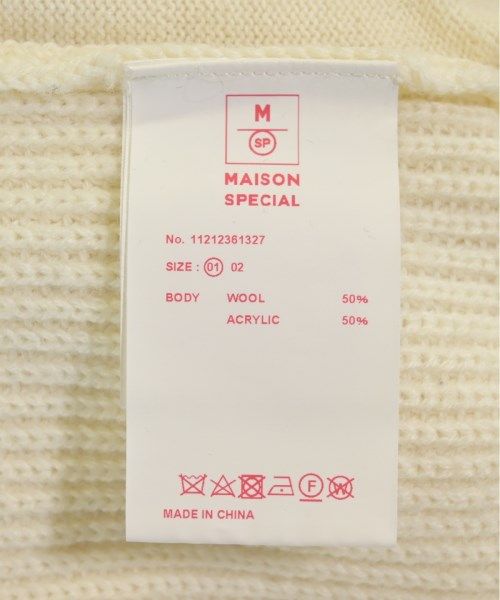 M
SP
MAISON
SPECIAL
No. 11212361327
SIZE : 01 02
BODY WOOL 50%
ACRYLIC 50%
F W
MADE IN CHINA